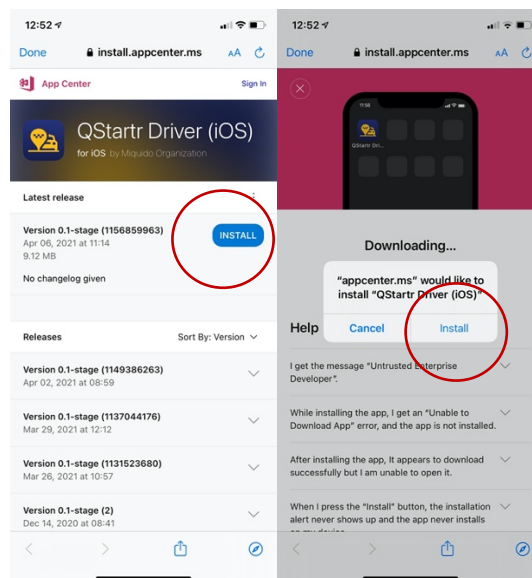 12:52
Done
install.appcenter.ms
AA
App Center
Sign In
QStartr Driver (iOS)
for iOS by Miquido Organization
Latest release
Version 0.1-stage (1156859963)
Apr 06, 2021 at 11:14
9.12 MB
INSTALL
No changelog given
Releases
Sort By: Version
Version 0.1-stage (1149386263)
Apr 02, 2021 at 08:59
Version 0.1-stage (1137044176)
Mar 29, 2021 at 12:12
Version 0.1-stage (1131523680)
Mar 26, 2021 at 10:57
Version 0.1-stage (2)
Dec 14, 2020 at 08:41
12:52
Done
install.appcenter.ms
AA
11:56
QStartr Dri...
Downloading...
"appcenter.ms" would like to
install "QStartr Driver (iOS)"
Cancel
Install
Help
I get the message "Untrusted Enterprise
Developer".
While installing the app, I get an "Unable to
Download App" error, and the app is not installed.
After installing the app, It appears to download
successfully but I am unable to open it.
When I press the "Install" button, the installation
alert never shows up and the app never installs
on my device.